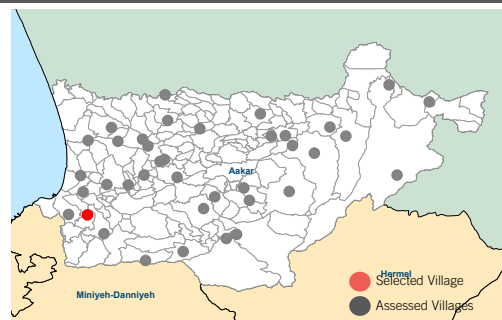 Aakar
Hermel
Selected Village
Miniyeh-Danniyeh
Assessed Villages